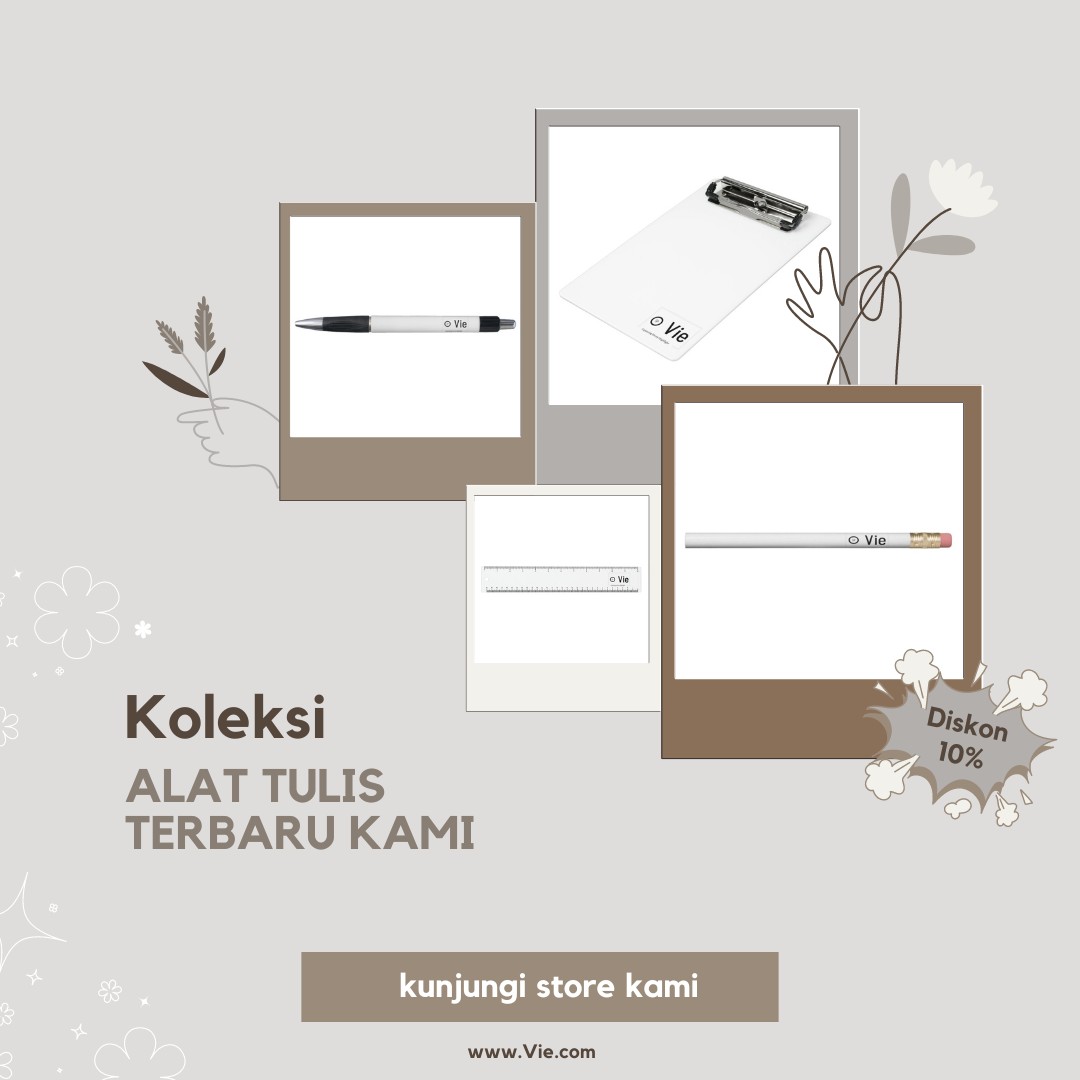 Vie
Vie
Vie
Vie
Koleksi
ALAT TULIS
TERBARU KAMI
Diskon
10%
kunjungi store kami
www.Vie.com